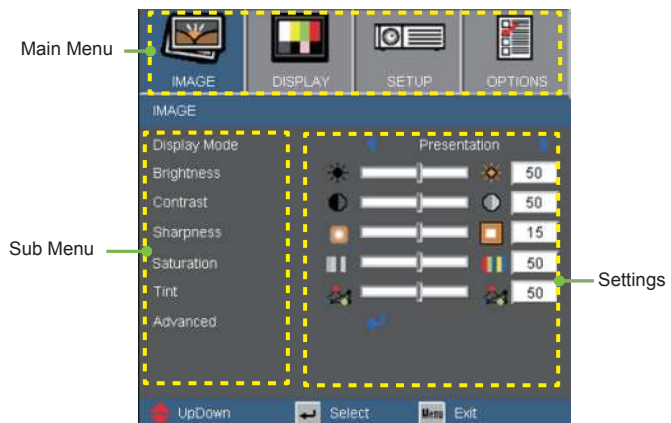 Main Menu
IMAGE DISPLAY SETUP OPTIONS
IMAGE
Display Mode Presentation
Brightness 50
Contrast 50
Sharpness 15
Sub Menu
Saturation 50
Settings
Tint 50
Advanced
UpDown Select Menu Exit